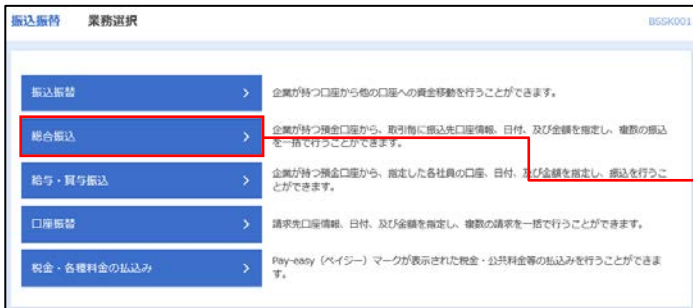 振込振替 業務選択
BSSK001
振込振替 >
企業が持つ口座から他の口座への資金移動を行うことができます。
総合振込 >
企業が持つ預金口座から、取引毎に振込先口座情報、日付、及び金額を指定し、複数の振込
を一括で行うことができます。
給与・賞与振込 >
企業が持つ預金口座から、指定した各社員の口座、日付、及び金額を指定し、振込を行うこ
とができます。
口座振替 >
請求先口座情報、日付、及び金額を指定し、複数の請求を一括で行うことができます。
税金・各種料金の払込み >
Pay-easy（ペイジー）マークが表示された税金・公共料金等の払込みを行うことができま
す。